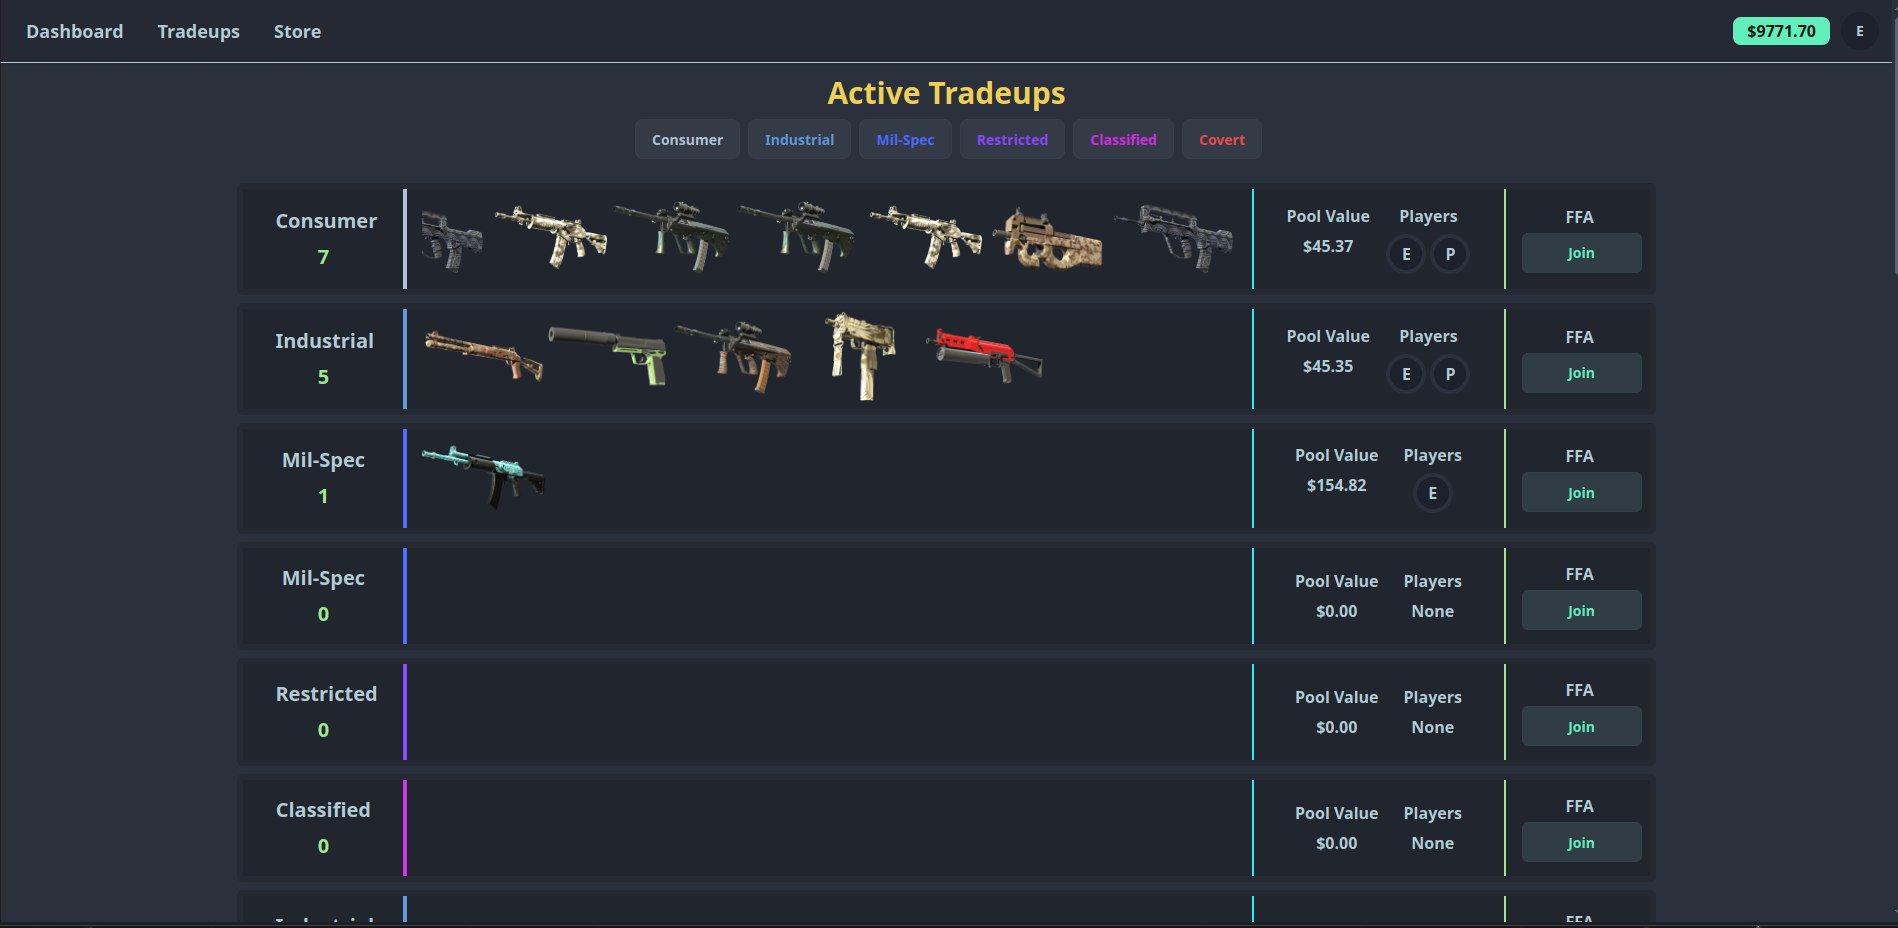 Dashboard Tradeups Store $9771.70 E
Active Tradeups
Consumer Industrial Mil-Spec Restricted Classified Covert
Consumer
7
Pool Value
$45.37
Players
E P
FFA
Join
Industrial
5
Pool Value
$45.35
Players
E P
FFA
Join
Mil-Spec
1
Pool Value
$154.82
Players
E
FFA
Join
Mil-Spec
0
Pool Value
$0.00
Players
None
FFA
Join
Restricted
0
Pool Value
$0.00
Players
None
FFA
Join
Classified
0
Pool Value
$0.00
Players
None
FFA
Join
Industrial
FFA